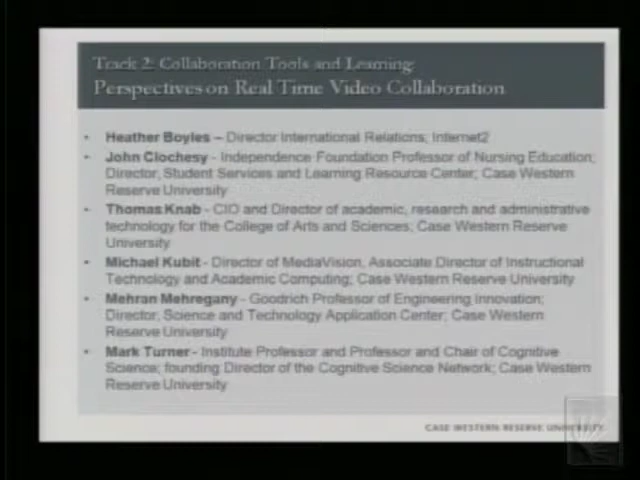 Track 2: Collaboration Tools and Learning:
Perspectives on Real Time Video Collaboration
• Heather Boyles – Director International Relations; Internet2
• John Clochesy - Independence Foundation Professor of Nursing Education;
Director, Student Services and Learning Resource Center; Case Western
Reserve University
• Thomas Knab - CIO and Director of academic, research and administrative
technology for the College of Arts and Sciences; Case Western Reserve
University
• Michael Kubit - Director of MediaVision, Associate Director of Instructional
Technology and Academic Computing; Case Western Reserve University
• Mehran Mehregany - Goodrich Professor of Engineering Innovation;
Director, Science and Technology Application Center; Case Western
Reserve University
• Mark Turner - Institute Professor and Professor and Chair of Cognitive
Science; founding Director of the Cognitive Science Network; Case Western
Reserve University
CASE WESTERN RESERVE UNIVERSITY